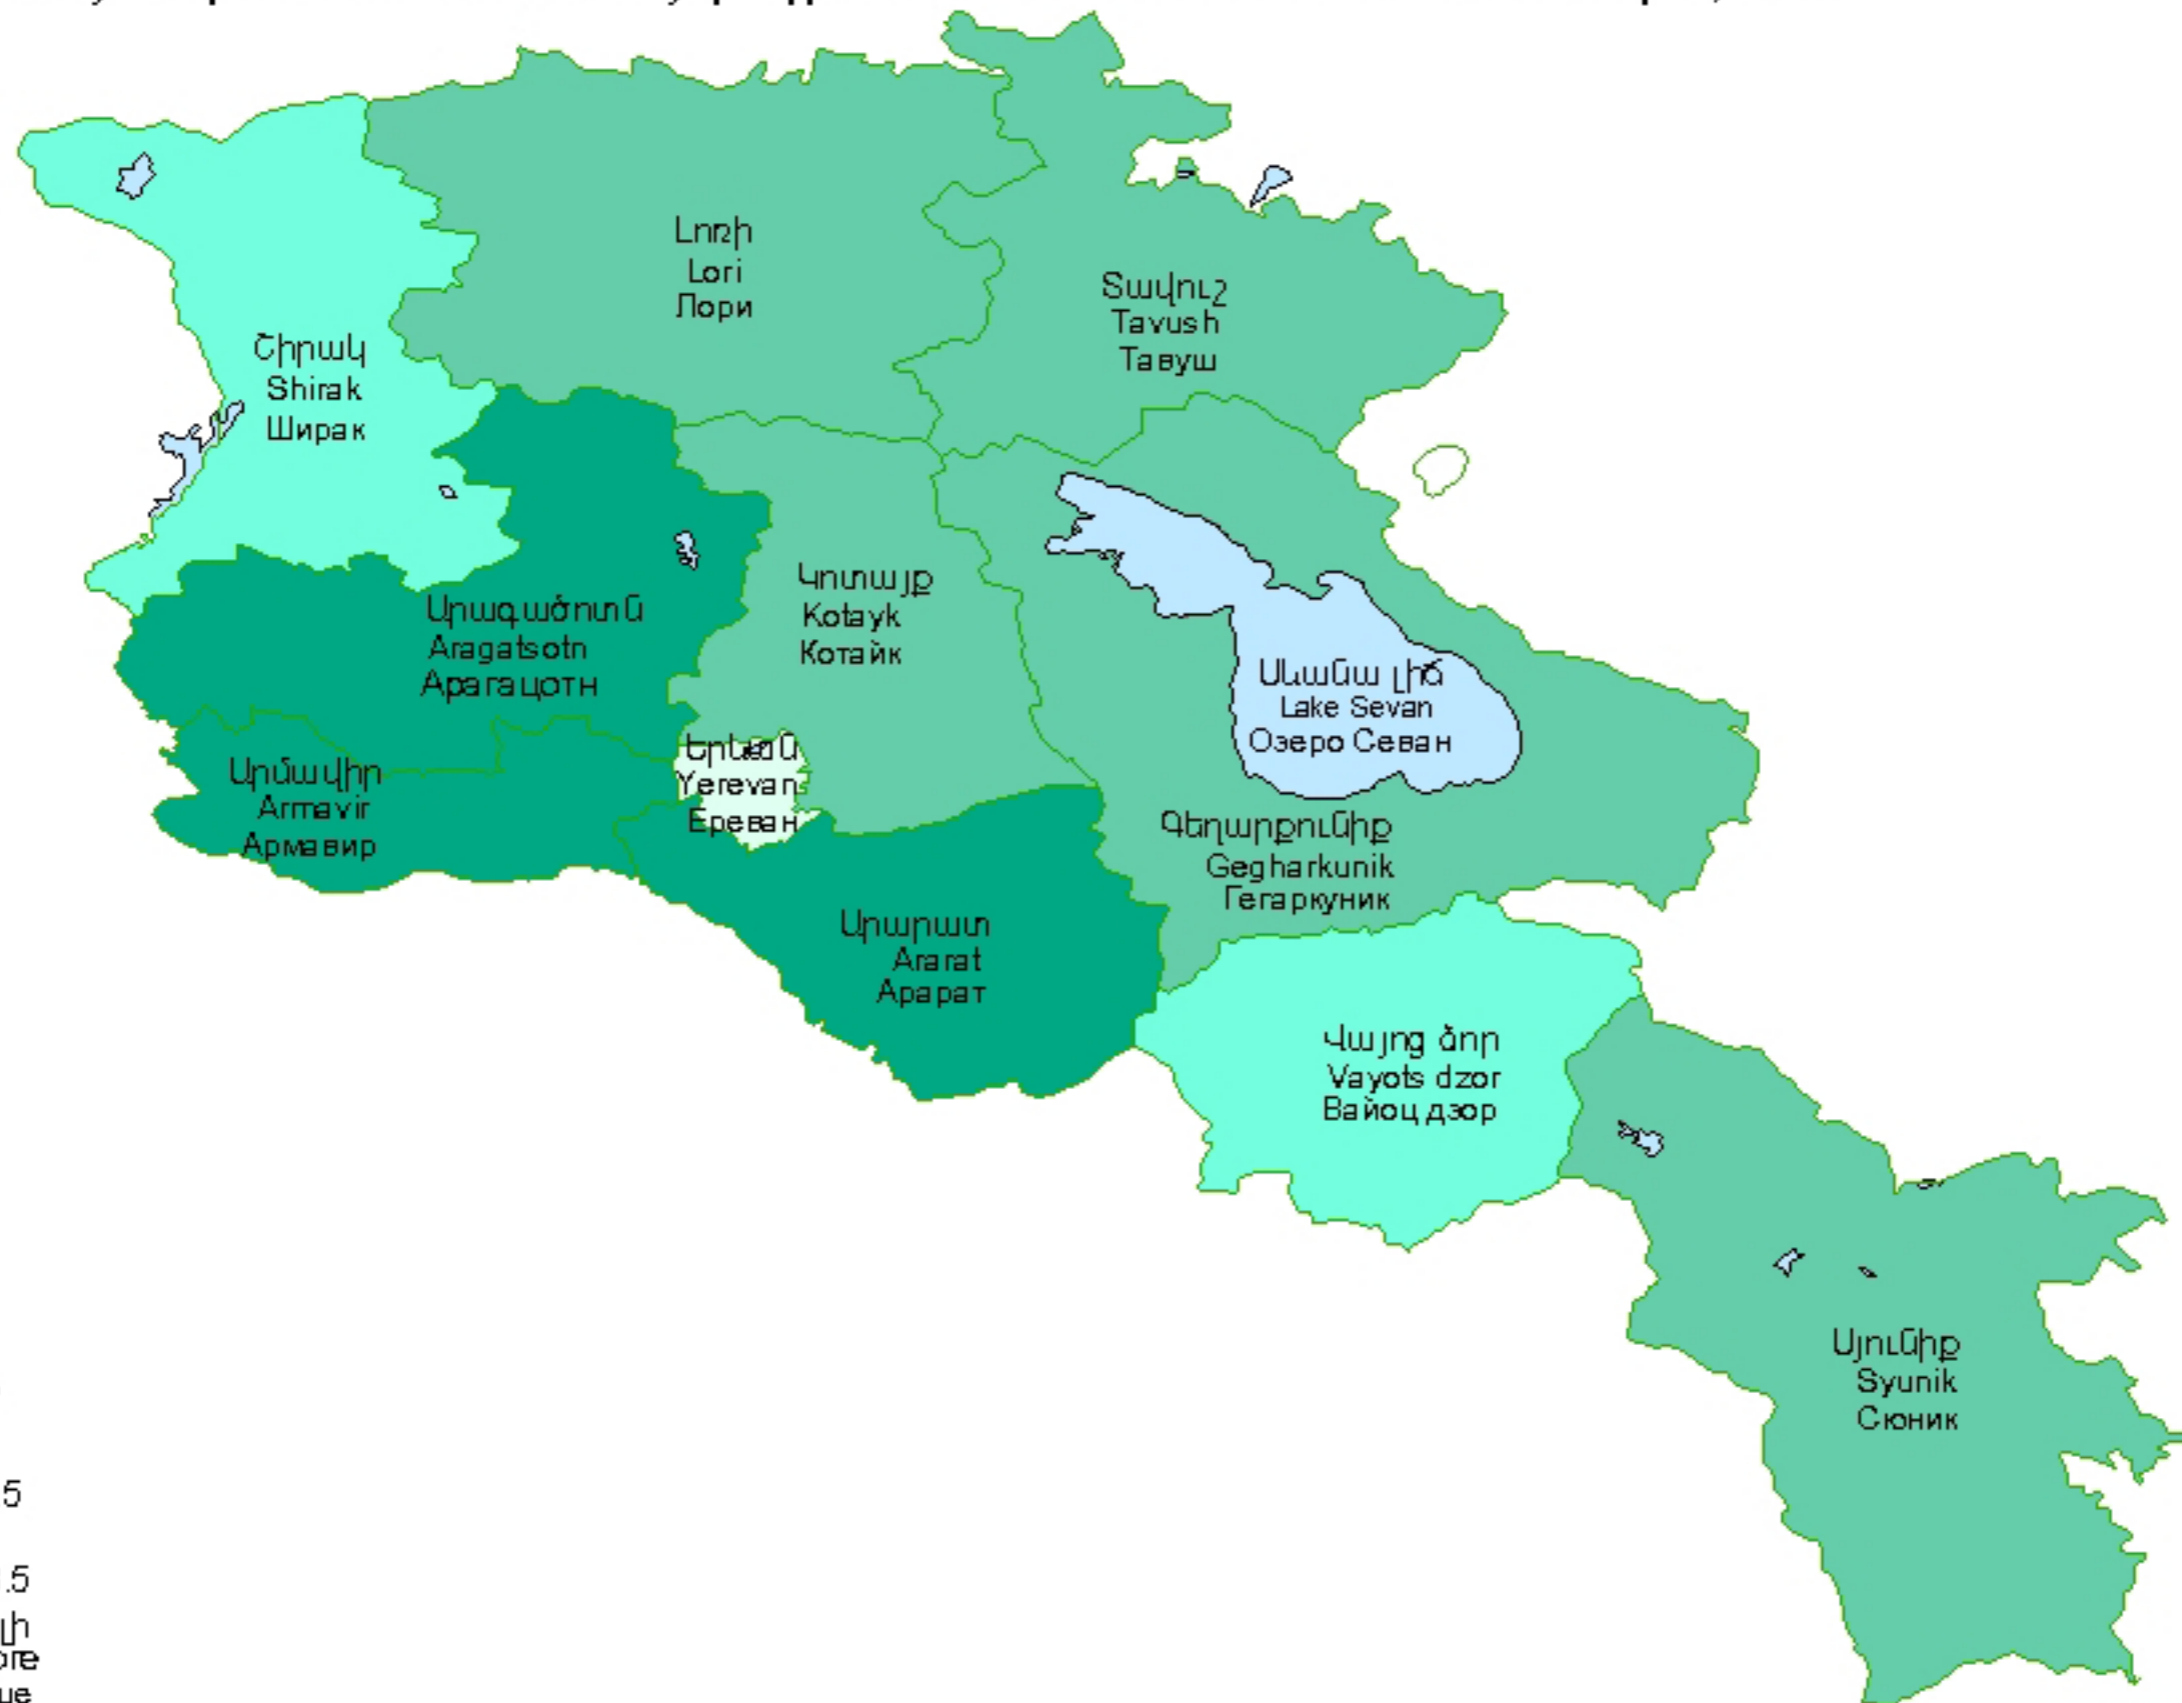 Լոռի
Lori
Лори
Տավուշ
Tavush
Тавуш
Շիրակ
Shirak
Ширак
Կոտայք
Kotayk
Котайк
Արագածոտն
Aragatsotn
Арагацотн
Սևանա լիճ
Lake Sevan
Озеро Севан
Երևան
Yerevan
Ереван
Արմավիր
Armavir
Армавир
Գեղարքունիք
Gegharkunik
Гегаркуник
Արարատ
Ararat
Арарат
Վայոց ձոր
Vayots dzor
Вайоц дзор
Սյունիք
Syunik
Сюник
5
.5